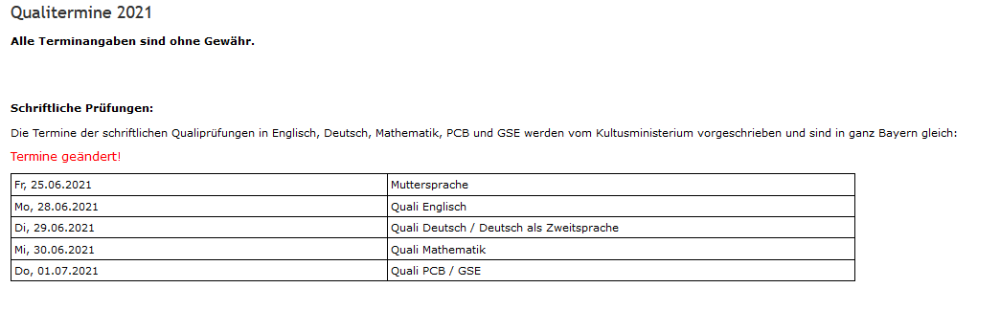 Qualitermine 2021
Alle Terminangaben sind ohne Gewähr.
Schriftliche Prüfungen:
Die Termine der schriftlichen Qualiprüfungen in Englisch, Deutsch, Mathematik, PCB und GSE werden vom Kultusministerium vorgeschrieben und sind in ganz Bayern gleich:
Termine geändert!
Fr, 25.06.2021 Muttersprache
Mo, 28.06.2021 Quali Englisch
Di, 29.06.2021 Quali Deutsch / Deutsch als Zweitsprache
Mi, 30.06.2021 Quali Mathematik
Do, 01.07.2021 Quali PCB / GSE